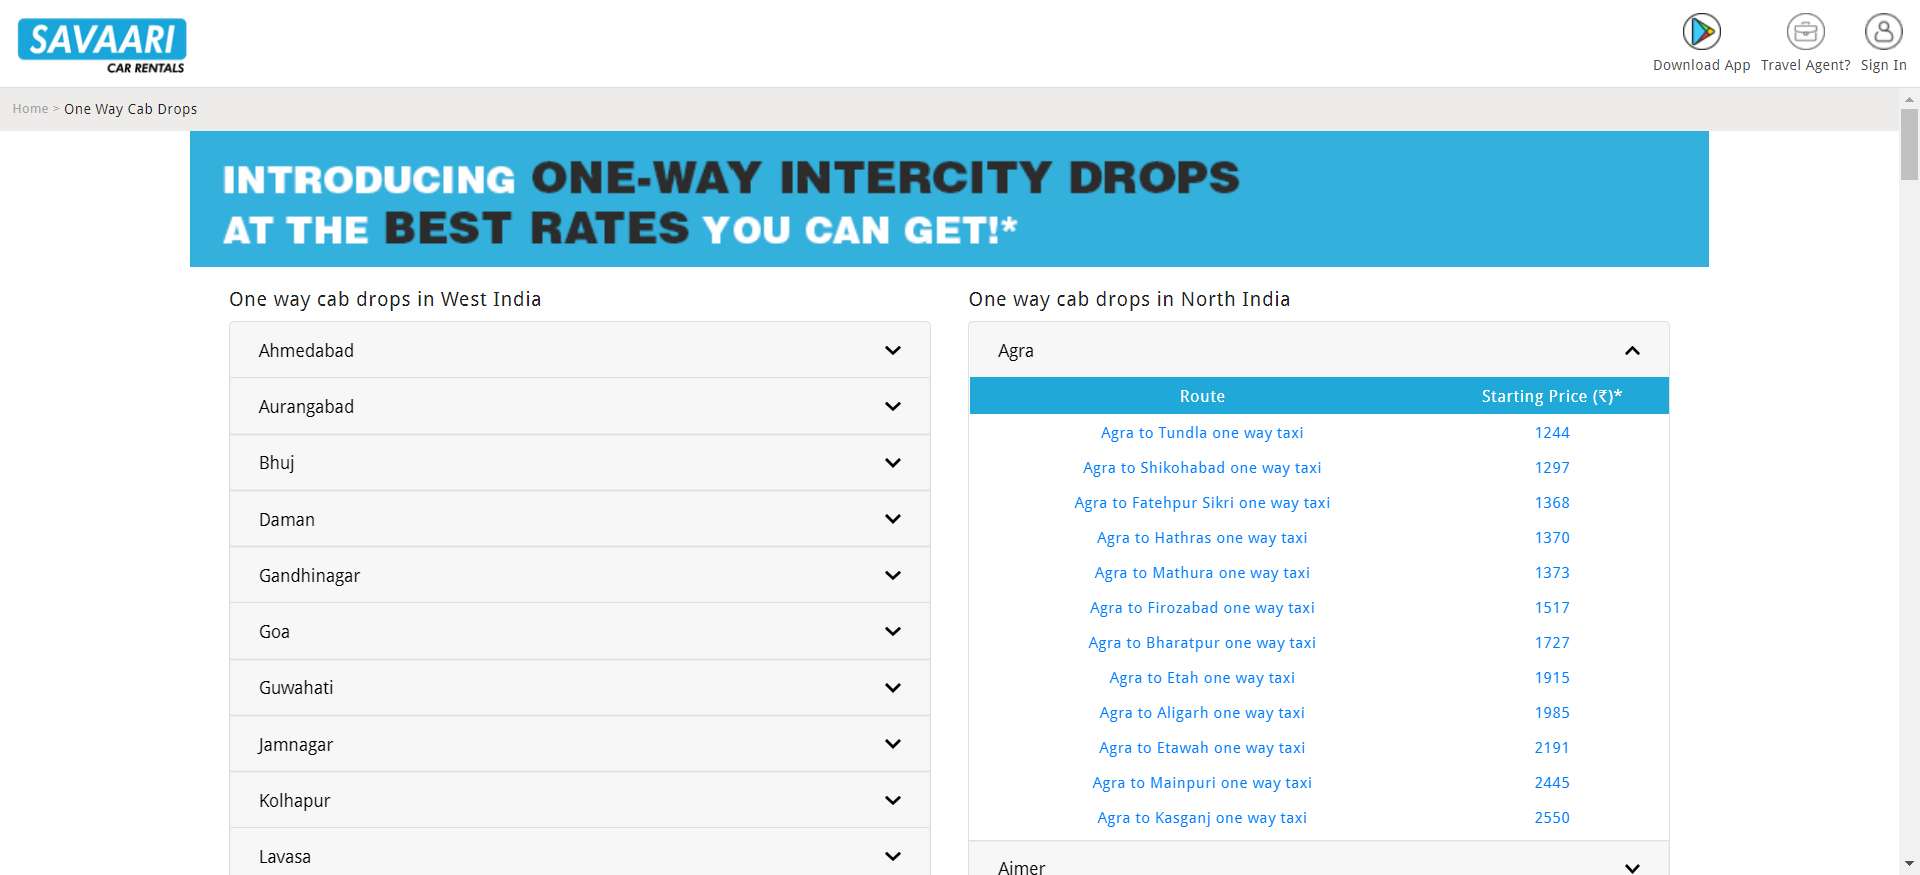 SAVAARI
CAR RENTALS
Download App
Travel Agent?
Sign In
Home > One Way Cab Drops
INTRODUCING ONE-WAY INTERCITY DROPS
AT THE BEST RATES YOU CAN GET!*
One way cab drops in West India
Ahmedabad
Aurangabad
Bhuj
Daman
Gandhinagar
Goa
Guwahati
Jamnagar
Kolhapur
Lavasa
One way cab drops in North India
Agra
Route Starting Price (₹)*
Agra to Tundla one way taxi 1244
Agra to Shikohabad one way taxi 1297
Agra to Fatehpur Sikri one way taxi 1368
Agra to Hathras one way taxi 1370
Agra to Mathura one way taxi 1373
Agra to Firozabad one way taxi 1517
Agra to Bharatpur one way taxi 1727
Agra to Etah one way taxi 1915
Agra to Aligarh one way taxi 1985
Agra to Etawah one way taxi 2191
Agra to Mainpuri one way taxi 2445
Agra to Kasganj one way taxi 2550
Ajmer